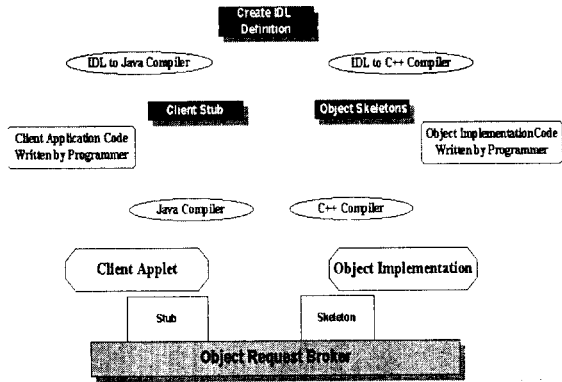 Create IDL
Definition
IDL to Java Compiler
IDL to C++ Compiler
Client Stub
Object Skeletons
Client Application Code
Written by Programmer
Object Implementation Code
Written by Programmer
Java Compiler
C++ Compiler
Client Applet
Object Implementation
Stub
Skeleton
Object Request Broker